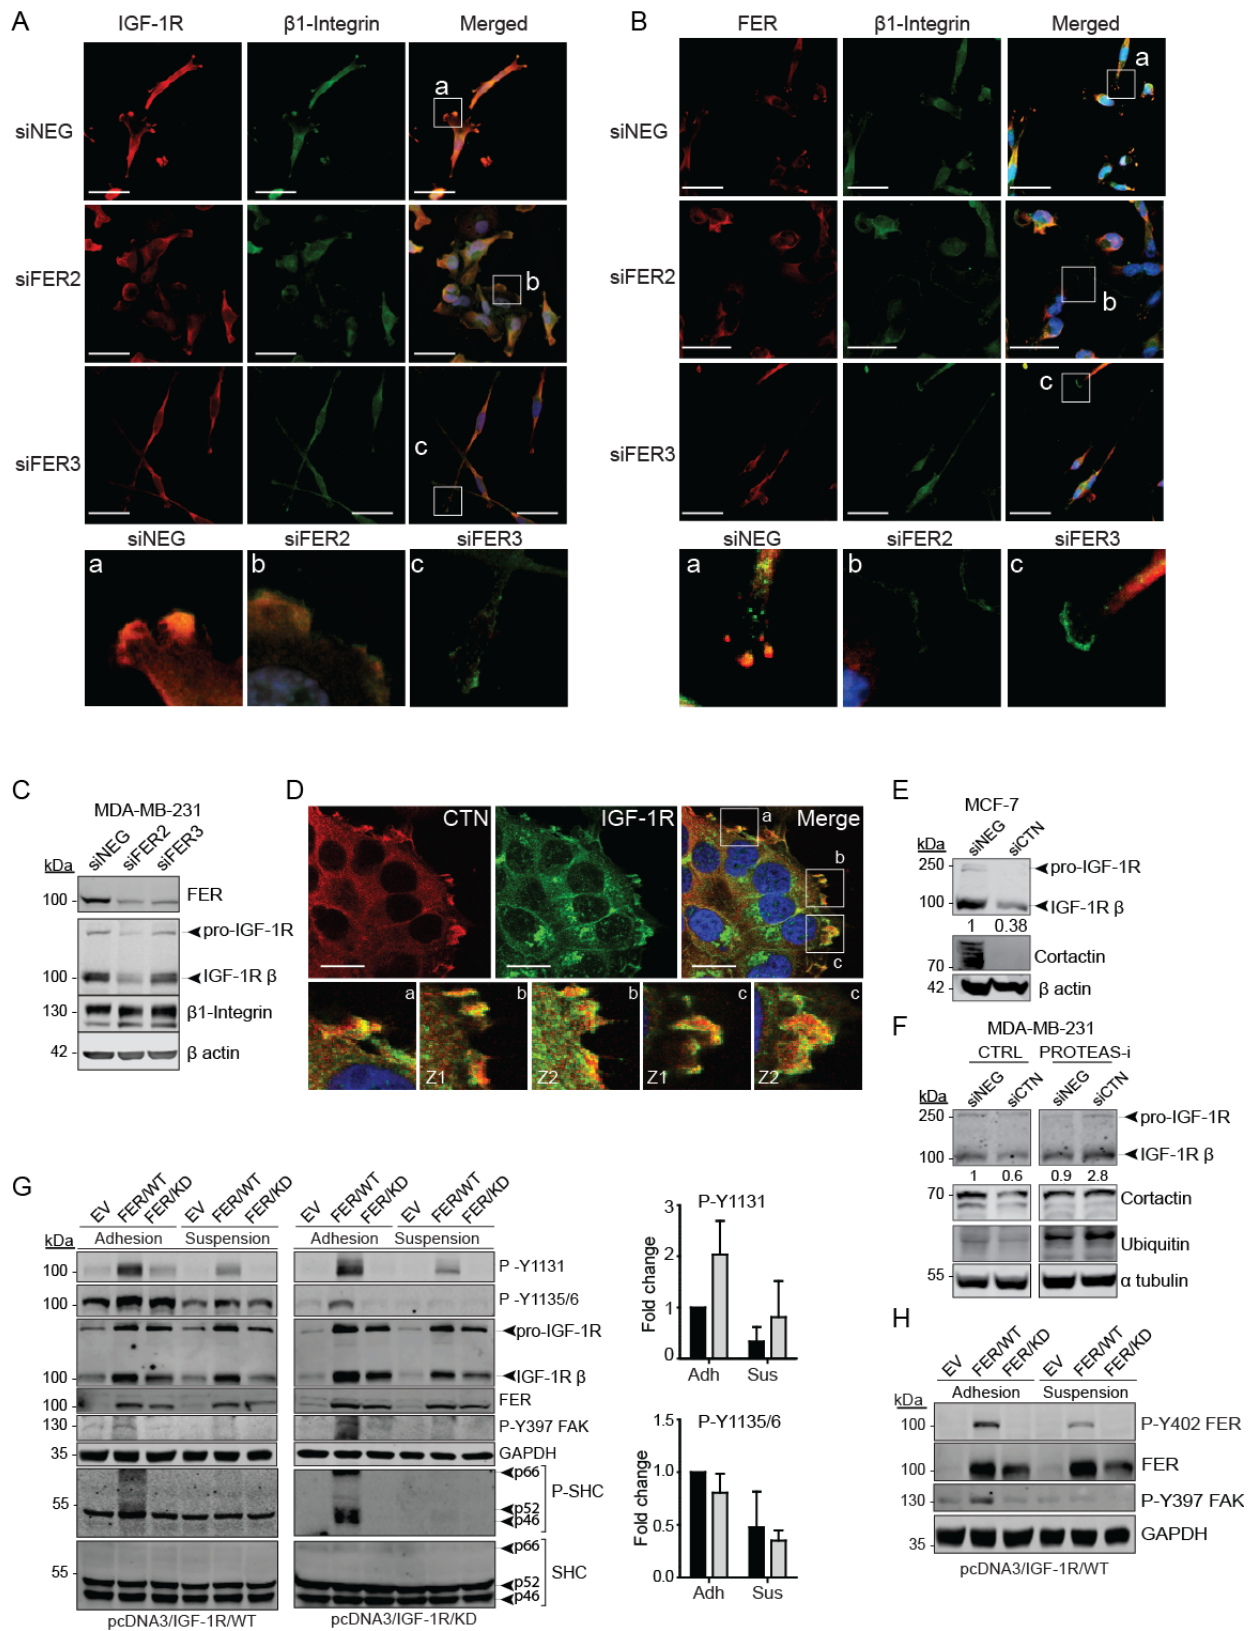 A
IGF-1R β1-Integrin Merged
siNEG
a
siFER2
b
siFER3
c
siNEG siFER2 siFER3
a b c
B
FER β1-Integrin Merged
siNEG
a
siFER2
b
siFER3
c
siNEG siFER2 siFER3
a b c
C
MDA-MB-231
kDa siNEG siFER2 siFER3
100 FER
pro-IGF-1R
100 IGF-1R β
130 β1-Integrin
42 β actin
D
CTN IGF-1R Merge
a
b
c
a b b c c
Z1 Z2 Z1 Z2
E
MCF-7
kDa siNEG siCTN
250 pro-IGF-1R
100 IGF-1R β
1 0.38
Cortactin
70
42 β actin
F
MDA-MB-231
CTRL PROTEAS-i
kDa siNEG siCTN siNEG siCTN
250 pro-IGF-1R
100 IGF-1R β
1 0.6 0.9 2.8
70 Cortactin
Ubiquitin
55 α tubulin
G
EV FER/WT FER/KD EV FER/WT FER/KD EV FER/WT FER/KD EV FER/WT FER/KD
kDa Adhesion Suspension Adhesion Suspension
100 P -Y1131
100 P -Y1135/6
pro-IGF-1R
100 IGF-1R β
100 FER
130 P-Y397 FAK
35 GAPDH
p66
P-SHC
55 p52
p46
p66
55 SHC
p52
p46
pcDNA3/IGF-1R/WT pcDNA3/IGF-1R/KD
P-Y1131
Fold change
3
2
1
0
Adh Sus
P-Y1135/6
Fold change
1.5
1.0
0.5
0.0
Adh Sus
H
EV FER/WT FER/KD EV FER/WT FER/KD
kDa Adhesion Suspension
100 P-Y402 FER
100 FER
130 P-Y397 FAK
35 GAPDH
pcDNA3/IGF-1R/WT